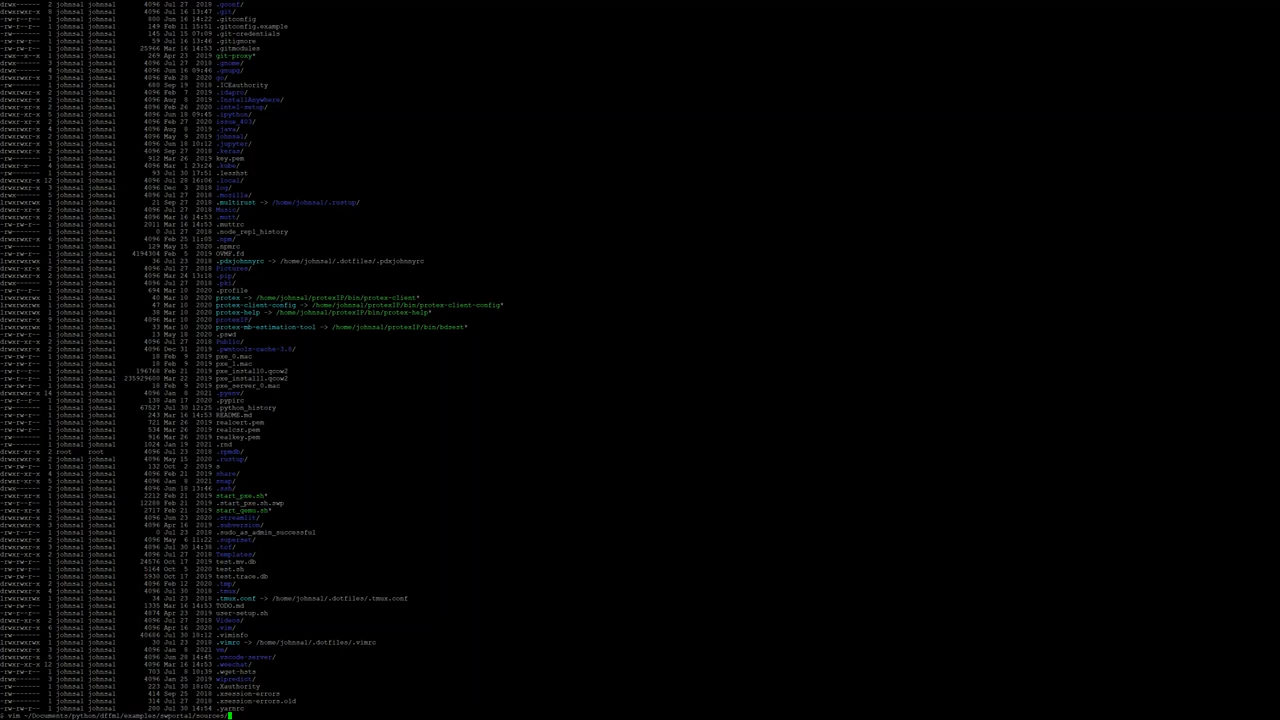 drwx------ 2 johnsal johnsal 4096 Jul 27 2018 .gconf/
drwxrwxr-x 8 johnsal johnsal 4096 Jul 16 13:47 .git/
-rw-rw-r-- 1 johnsal johnsal 800 Jun 16 14:22 .gitconfig
-rw-rw-r-- 1 johnsal johnsal 149 Feb 11 15:51 .gitconfig.example
-rw------- 1 johnsal johnsal 145 Jul 15 07:09 .git-credentials
-rw-rw-r-- 1 johnsal johnsal 59 Jul 16 13:46 .gitignore
-rw-rw-r-- 1 johnsal johnsal 25966 Mar 16 14:53 .gitmodules
-rwx--x--x 1 johnsal johnsal 269 Apr 23 2019 git-proxy*
drwxrwxr-x 3 johnsal johnsal 4096 Jul 27 2018 .gnome/
drwx------ 4 johnsal johnsal 4096 Jun 16 09:46 .gnupg/
drwxrwxr-x 3 johnsal johnsal 4096 Feb 28 2020 go/
-rw------- 1 johnsal johnsal 680 Sep 19 2018 .ICEauthority
drwxrwxr-x 2 johnsal johnsal 4096 Feb 7 2019 .idapro/
drwxrwxr-x 2 johnsal johnsal 4096 Aug 8 2019 .InstallAnywhere/
drwxr-xr-x 2 johnsal johnsal 4096 Feb 26 2020 .intel-setup/
drwxr-xr-x 5 johnsal johnsal 4096 Jun 18 09:45 .ipython/
drwxrwxr-x 2 johnsal johnsal 4096 Jul 26 2018 issue_#03/
drwxrwxr-x 4 johnsal johnsal 4096 Aug 8 2019 .java/
drwxrwxr-x 2 johnsal johnsal 4096 May 9 2019 johnsal/
drwxrwxr-x 3 johnsal johnsal 4096 Jun 18 10:12 .jupyter/
drwxrwxr-x 2 johnsal johnsal 4096 Sep 27 2018 .keras/
-rw------- 1 johnsal johnsal 912 Mar 26 2019 key.pem
drwxr-x--- 4 johnsal johnsal 4096 Mar 1 23:24 .kube/
-rw------- 1 johnsal johnsal 93 Jul 30 17:51 .lesshst
drwxrwxr-x 12 johnsal johnsal 4096 Jul 28 16:06 .local/
drwxrwxr-x 3 johnsal johnsal 4096 Dec 3 2018 log/
drwx------ 5 johnsal johnsal 4096 Jul 27 2018 .mozilla/
lrwxrwxrwx 1 johnsal johnsal 21 Sep 27 2018 .multirust -> /home/johnsal/.rustup/
drwxr-xr-x 2 johnsal johnsal 4096 Jul 27 2018 Music/
drwxrwxr-x 2 johnsal johnsal 4096 Mar 16 14:53 .mutt/
-rw-rw-r-- 1 johnsal johnsal 2011 Mar 16 14:53 .muttrc
-rw------- 1 johnsal johnsal 0 Jul 27 2018 .node_repl_history
drwxrwxr-x 6 johnsal johnsal 4096 Feb 25 11:05 .npm/
-rw------- 1 johnsal johnsal 129 May 15 2020 .npmrc
-rw-rw-r-- 1 johnsal johnsal 4194304 Feb 5 2019 OVMF.fd
lrwxrwxrwx 1 johnsal johnsal 36 Jul 23 2018 .pdxjohnnyrc -> /home/johnsal/.dotfiles/.pdxjohnnyrc
drwxr-xr-x 2 johnsal johnsal 4096 Jul 27 2018 Pictures/
drwxrwxr-x 2 johnsal johnsal 4096 Mar 24 13:18 .pip/
drwx------ 3 johnsal johnsal 4096 Jul 27 2018 .pki/
-rw-rw-r-- 1 johnsal johnsal 694 Mar 10 2020 .profile
lrwxrwxrwx 1 johnsal johnsal 40 Mar 10 2020 protex -> /home/johnsal/protexIP/bin/protex-client*
lrwxrwxrwx 1 johnsal johnsal 47 Mar 10 2020 protex-client-config -> /home/johnsal/protexIP/bin/protex-client-config*
lrwxrwxrwx 1 johnsal johnsal 38 Mar 10 2020 protex-help -> /home/johnsal/protexIP/bin/protex-help*
drwxrwxr-x 9 johnsal johnsal 4096 Mar 10 2020 protexIP/
lrwxrwxrwx 1 johnsal johnsal 33 Mar 10 2020 protex-mb-estimation-tool -> /home/johnsal/protexIP/bin/bdsest*
-rw-rw-r-- 1 johnsal johnsal 13 May 18 2020 .pswd
drwxr-xr-x 2 johnsal johnsal 4096 Jul 27 2018 Public/
drwxrwxr-x 2 johnsal johnsal 4096 Dec 31 2019 .pwntools-cache-3.6/
-rw-rw-r-- 1 johnsal johnsal 18 Feb 9 2019 pxe_0.mac
-rw-rw-r-- 1 johnsal johnsal 18 Feb 9 2019 pxe_1.mac
-rw-r--r-- 1 johnsal johnsal 196768 Feb 21 2019 pxe_install0.qcow2
-rw-r--r-- 1 johnsal johnsal 235929600 Mar 22 2019 pxe_install1.qcow2
-rw-rw-r-- 1 johnsal johnsal 18 Feb 9 2019 pxe_server_0.mac
drwxrwxr-x 14 johnsal johnsal 4096 Jan 8 2021 .pyenv/
-rw-rw-r-- 1 johnsal johnsal 138 Jan 17 2020 .pypirc
-rw------- 1 johnsal johnsal 67527 Jul 30 12:25 .python_history
-rw-rw-r-- 1 johnsal johnsal 243 Mar 16 14:53 README.md
-rw-rw-r-- 1 johnsal johnsal 721 Mar 26 2019 realcert.pem
-rw-rw-r-- 1 johnsal johnsal 534 Mar 26 2019 realcsr.pem
-rw------- 1 johnsal johnsal 916 Mar 26 2019 realkey.pem
-rw------- 1 johnsal johnsal 1024 Jan 19 2021 .rnd
drwxr-xr-x 2 root root 4096 Jul 23 2018 .rpmdb/
drwxrwxr-x 2 johnsal johnsal 4096 May 15 2020 .rustup/
-rw-rw-r-- 1 johnsal johnsal 132 Oct 2 2019 s
drwxrwxr-x 4 johnsal johnsal 4096 Feb 21 2019 share/
drwxr-xr-x 5 johnsal johnsal 4096 Jan 8 2021 snap/
drwx------ 2 johnsal johnsal 4096 Jun 18 13:46 .ssh/
-rwxr-xr-x 1 johnsal johnsal 2212 Feb 21 2019 start_pxe.sh*
-rw-r--r-- 1 johnsal johnsal 12288 Feb 21 2019 .start_pxe.sh.swp
-rwxr-xr-x 1 johnsal johnsal 2717 Feb 21 2019 start_qemu.sh*
drwxrwxr-x 2 johnsal johnsal 4096 Jun 3 2020 .streamlit/
drwxrwxr-x 4 johnsal johnsal 4096 Apr 16 2019 .subversion/
-rw-r--r-- 1 johnsal johnsal 0 Jul 23 2018 .sudo_as_admin_successful
drwxr-xr-x 2 johnsal johnsal 4096 May 6 11:22 .superset/
drwxrwxr-x 3 johnsal johnsal 4096 Jul 30 14:38 .tcf/
drwxr-xr-x 2 johnsal johnsal 4096 Jul 27 2018 Templates/
-rw-rw-r-- 1 johnsal johnsal 24576 Oct 17 2019 test.mv.db
-rw-rw-r-- 1 johnsal johnsal 5164 Oct 5 2020 test.sh
-rw-rw-r-- 1 johnsal johnsal 5930 Oct 17 2019 test.trace.db
drwxrwxr-x 2 johnsal johnsal 4096 Feb 12 2020 .tmp/
drwxrwxr-x 4 johnsal johnsal 4096 Jul 30 2018 .tmux/
lrwxrwxrwx 1 johnsal johnsal 34 Jul 23 2018 .tmux.conf -> /home/johnsal/.dotfiles/.tmux.conf
-rw-rw-r-- 1 johnsal johnsal 1335 Mar 16 14:53 TODO.md
-rw-r--r-- 1 johnsal johnsal 4874 Apr 23 2019 user-setup.sh
drwxr-xr-x 2 johnsal johnsal 4096 Jul 27 2018 Videos/
drwxrwxr-x 6 johnsal johnsal 4096 Apr 16 2020 .vim/
-rw------- 1 johnsal johnsal 40686 Jul 30 18:12 .viminfo
lrwxrwxrwx 1 johnsal johnsal 30 Jul 23 2018 .vimrc -> /home/johnsal/.dotfiles/.vimrc
drwxrwxr-x 3 johnsal johnsal 4096 Jan 8 2021 vm/
drwxrwxr-x 5 johnsal johnsal 4096 Jun 28 14:54 .vscode-server/
drwxrwxr-x 12 johnsal johnsal 4096 Mar 16 14:53 .weechat/
-rw-rw-r-- 1 johnsal johnsal 703 Jul 8 10:39 .wget-hsts
drwxrwxr-x 3 johnsal johnsal 4096 Jan 25 2019 wlpredict/
-rw------- 1 johnsal johnsal 223 Jul 30 18:02 .Xauthority
-rw------- 1 johnsal johnsal 414 Sep 25 2018 .xsession-errors
-rw------- 1 johnsal johnsal 314 Jul 27 2018 .xsession-errors.old
-rw-rw-r-- 1 johnsal johnsal 200 Jul 30 14:54 .yarnrc
$ vim ~/Documents/python/dffml/examples/swportal/sources/